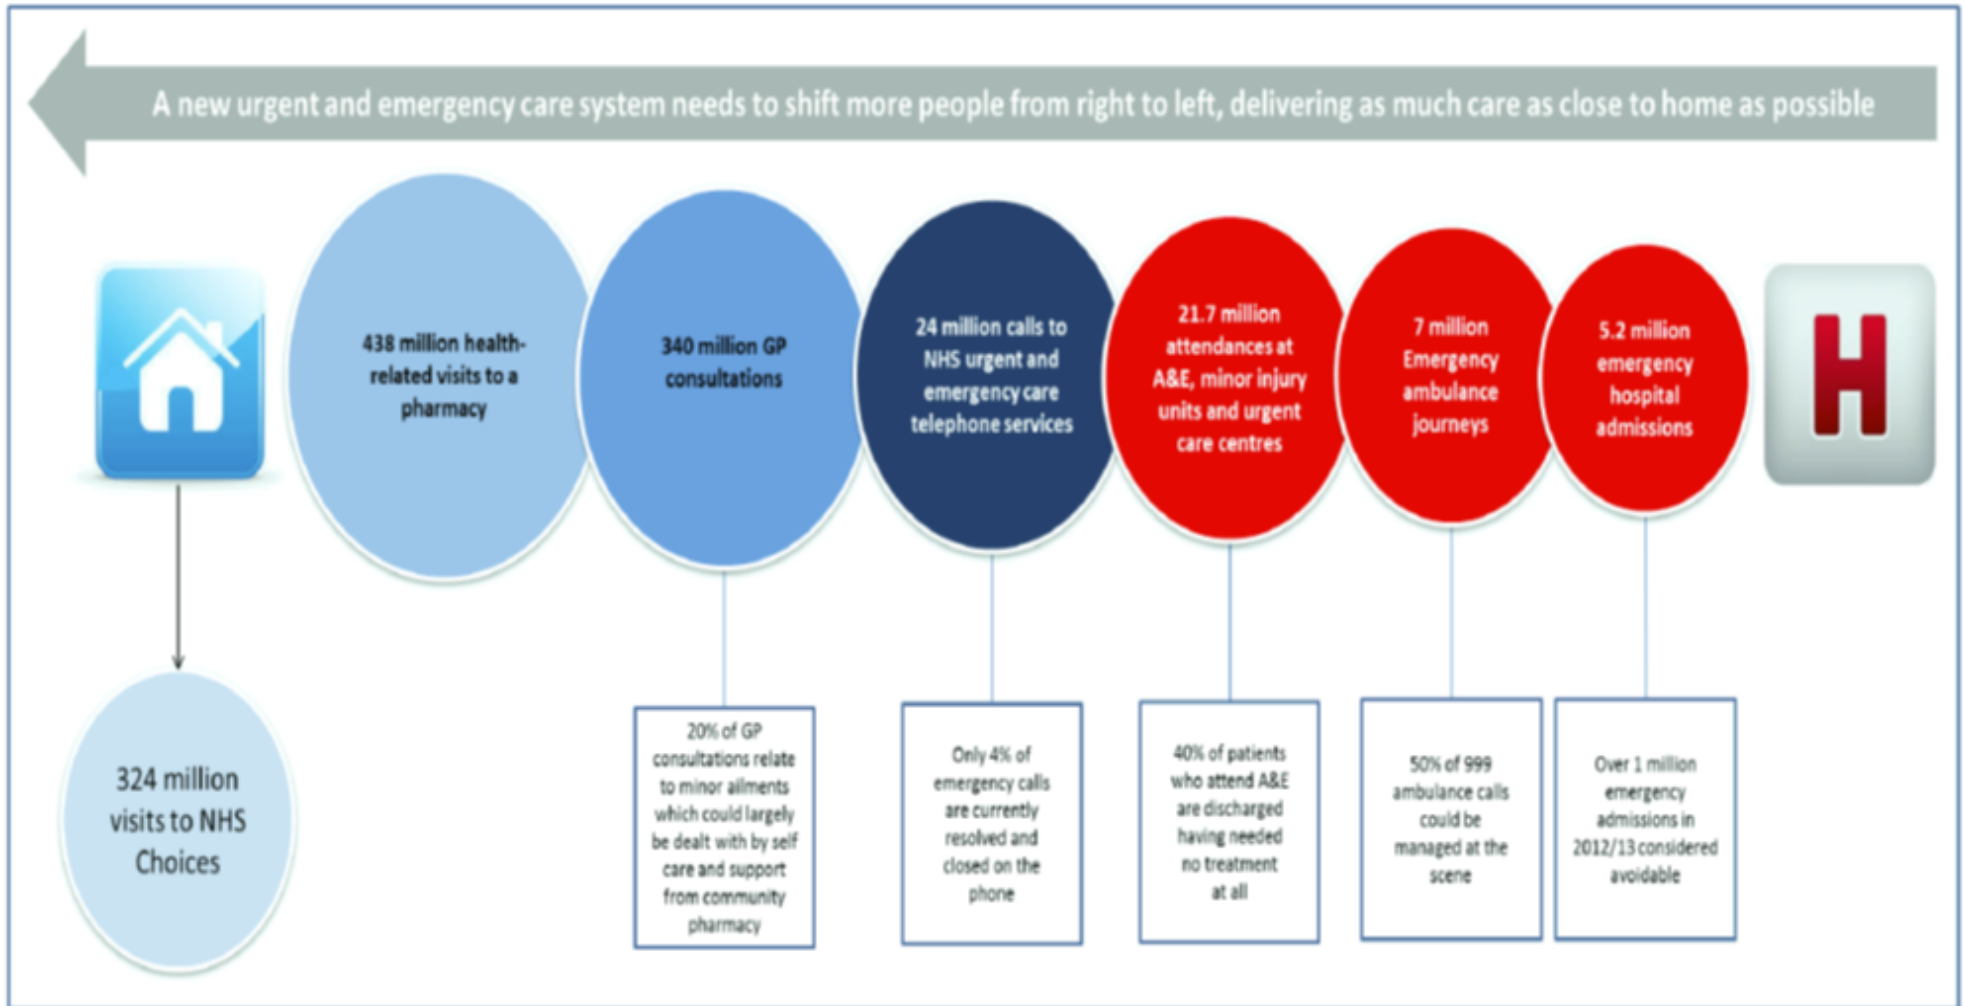 A new urgent and emergency care system needs to shift more people from right to left, delivering as much care as close to home as possible
438 million health-
related visits to a
pharmacy
340 million GP
consultations
24 million calls to
NHS urgent and
emergency care
telephone services
21.7 million
attendances at
A&E, minor injury
units and urgent
care centres
7 million
Emergency
ambulance
journeys
5.2 million
emergency
hospital
admissions
H
324 million
visits to NHS
Choices
20% of GP
consultations relate
to minor ailments
which could largely
be dealt with by self
care and support
from community
pharmacy
Only 4% of
emergency calls
are currently
resolved and
closed on the
phone
40% of patients
who attend A&E
are discharged
having needed
no treatment
at all
50% of 999
ambulance calls
could be
managed at the
scene
Over 1 million
emergency
admissions in
2012/13 considered
avoidable